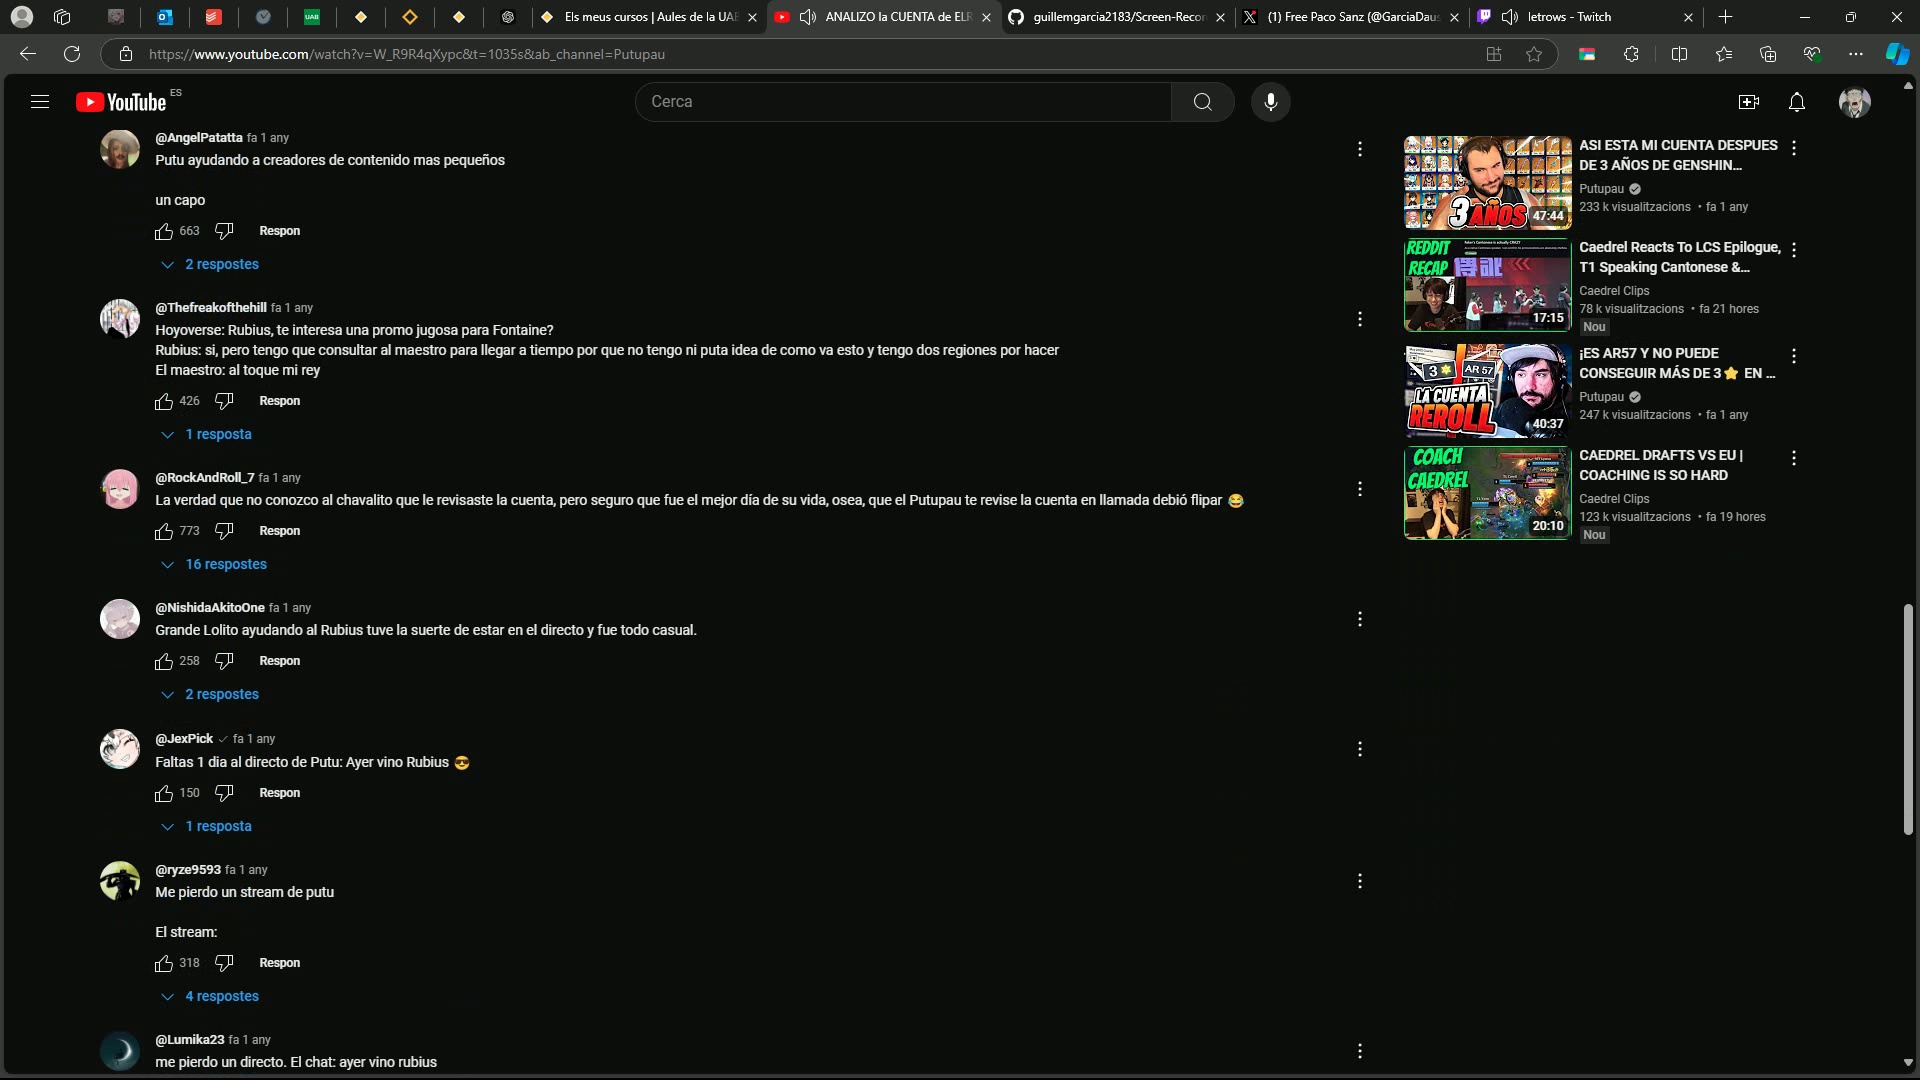 UAB
Els meus cursos | Aules de la UAB
ANALIZO la CUENTA de ELR
guillemgarcia2183/Screen-Recor
(1) Free Paco Sanz (@GarciaDaus
letrows - Twitch
https://www.youtube.com/watch?v=W_R9R4qXypc&t=1035s&ab_channel=Putupau
YouTube ES
Cerca
@AngelPatatta fa 1 any
Putu ayudando a creadores de contenido mas pequeños
un capo
663 Respon
2 respostes
@Thefreakofthehill fa 1 any
Hoyoverse: Rubius, te interesa una promo jugosa para Fontaine?
Rubius: si, pero tengo que consultar al maestro para llegar a tiempo por que no tengo ni puta idea de como va esto y tengo dos regiones por hacer
El maestro: al toque mi rey
426 Respon
1 resposta
@RockAndRoll_7 fa 1 any
La verdad que no conozco al chavalito que le revisaste la cuenta, pero seguro que fue el mejor día de su vida, osea, que el Putupau te revise la cuenta en llamada debió flipar 😂
773 Respon
16 respostes
@NishidaAkitoOne fa 1 any
Grande Lolito ayudando al Rubius tuve la suerte de estar en el directo y fue todo casual.
258 Respon
2 respostes
@JexPick fa 1 any
Faltas 1 dia al directo de Putu: Ayer vino Rubius 😎
150 Respon
1 resposta
@ryze9593 fa 1 any
Me pierdo un stream de putu
El stream:
318 Respon
4 respostes
@Lumika23 fa 1 any
me pierdo un directo. El chat: ayer vino rubius
3 AÑOS
47:44
ASI ESTA MI CUENTA DESPUES
DE 3 AÑOS DE GENSHIN...
Putupau
233 k visualitzacions • fa 1 any
REDDIT
RECAP
17:15
Caedrel Reacts To LCS Epilogue,
T1 Speaking Cantonese &...
Caedrel Clips
78 k visualitzacions • fa 21 hores
Nou
3 AR 57
LA CUENTA
REROLL
40:37
¡ES AR57 Y NO PUEDE
CONSEGUIR MÁS DE 3⭐ EN ...
Putupau
247 k visualitzacions • fa 1 any
COACH
CAEDREL
20:10
CAEDREL DRAFTS VS EU |
COACHING IS SO HARD
Caedrel Clips
123 k visualitzacions • fa 19 hores
Nou